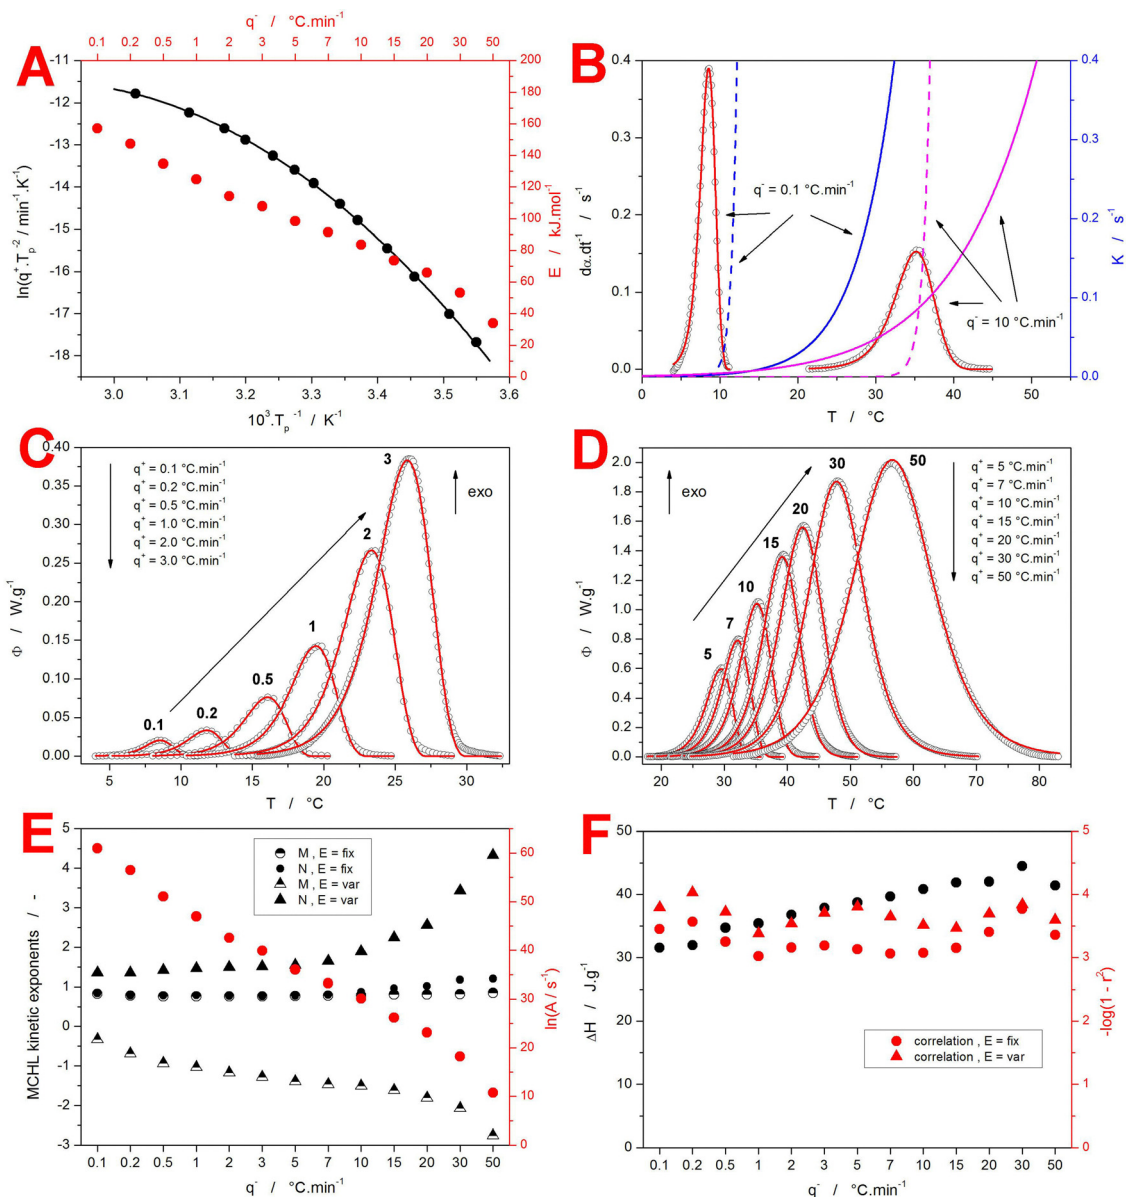 A
q⁻ / °C.min⁻¹
0.1 0.2 0.5 1 2 3 5 7 10 15 20 30 50
ln(q⁺.Tₚ⁻² / min⁻¹.K⁻¹)
-11
-12
-13
-14
-15
-16
-17
-18
200
180
160
140
120
100
80
60
40
20
0
E / kJ.mol⁻¹
3.0 3.1 3.2 3.3 3.4 3.5 3.6
10³.Tₚ⁻¹ / K⁻¹
B
dα.dt⁻¹ / s⁻¹
0.4
0.3
0.2
0.1
0.0
q⁻ = 0.1 °C.min⁻¹
q⁻ = 10 °C.min⁻¹
0.4
0.3
0.2
0.1
0.0
K / s⁻¹
0 10 20 30 40 50
T / °C
C
Φ / W.g⁻¹
0.40
0.35
0.30
0.25
0.20
0.15
0.10
0.05
0.00
q⁺ = 0.1 °C.min⁻¹
q⁺ = 0.2 °C.min⁻¹
q⁺ = 0.5 °C.min⁻¹
q⁺ = 1.0 °C.min⁻¹
q⁺ = 2.0 °C.min⁻¹
q⁺ = 3.0 °C.min⁻¹
exo
3
2
1
0.5
0.2
0.1
5 10 15 20 25 30
T / °C
D
Φ / W.g⁻¹
2.0
1.8
1.6
1.4
1.2
1.0
0.8
0.6
0.4
0.2
0.0
exo
50
30
20
15
10
7
5
q⁺ = 5 °C.min⁻¹
q⁺ = 7 °C.min⁻¹
q⁺ = 10 °C.min⁻¹
q⁺ = 15 °C.min⁻¹
q⁺ = 20 °C.min⁻¹
q⁺ = 30 °C.min⁻¹
q⁺ = 50 °C.min⁻¹
20 30 40 50 60 70 80
T / °C
E
MCHL kinetic exponents / -
5
4
3
2
1
0
-1
-2
-3
M , E = fix
N , E = fix
M , E = var
N , E = var
60
50
40
30
20
10
0
ln(A / s⁻¹)
0.1 0.2 0.5 1 2 3 5 7 10 15 20 30 50
q⁻ / °C.min⁻¹
F
ΔH / J.g⁻¹
50
40
30
20
10
0
correlation , E = fix
correlation , E = var
5
4
3
2
1
0
-log(1 - r²)
0.1 0.2 0.5 1 2 3 5 7 10 15 20 30 50
q⁻ / °C.min⁻¹